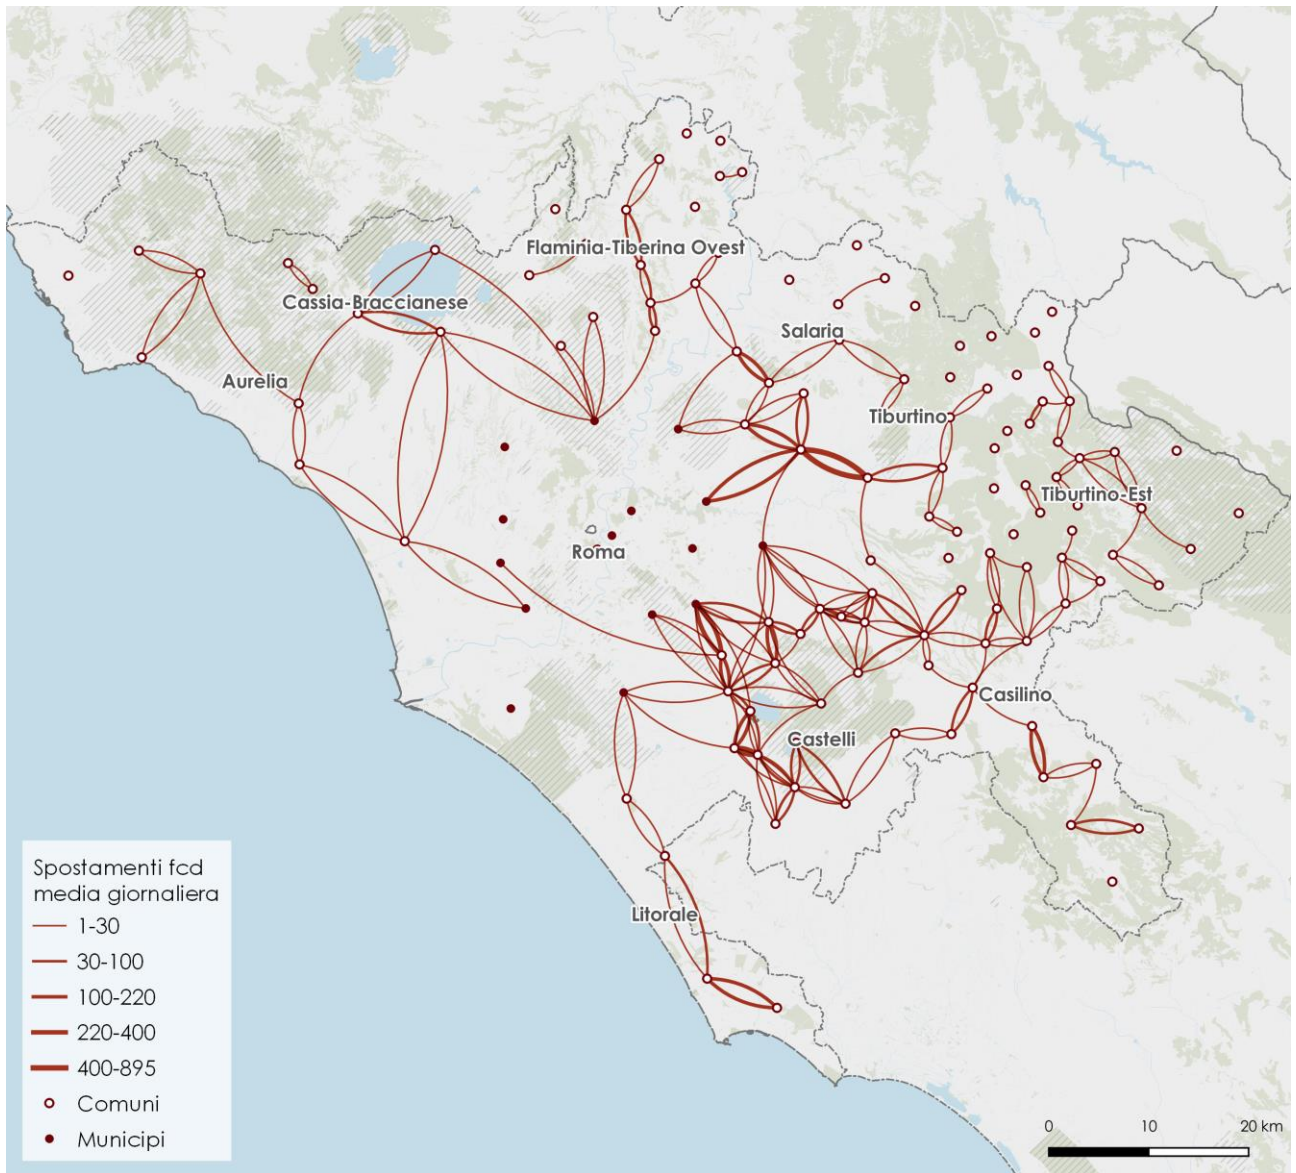 Flaminia-Tiberina Ovest
Cassia-Braccianese
Salaria
Aurelia
Tiburtino
Tiburtino-Est
Roma
Casilino
Castelli
Litorale
Spostamenti fcd
media giornaliera
1-30
30-100
100-220
220-400
400-895
Comuni
Municipi
0 10 20 km